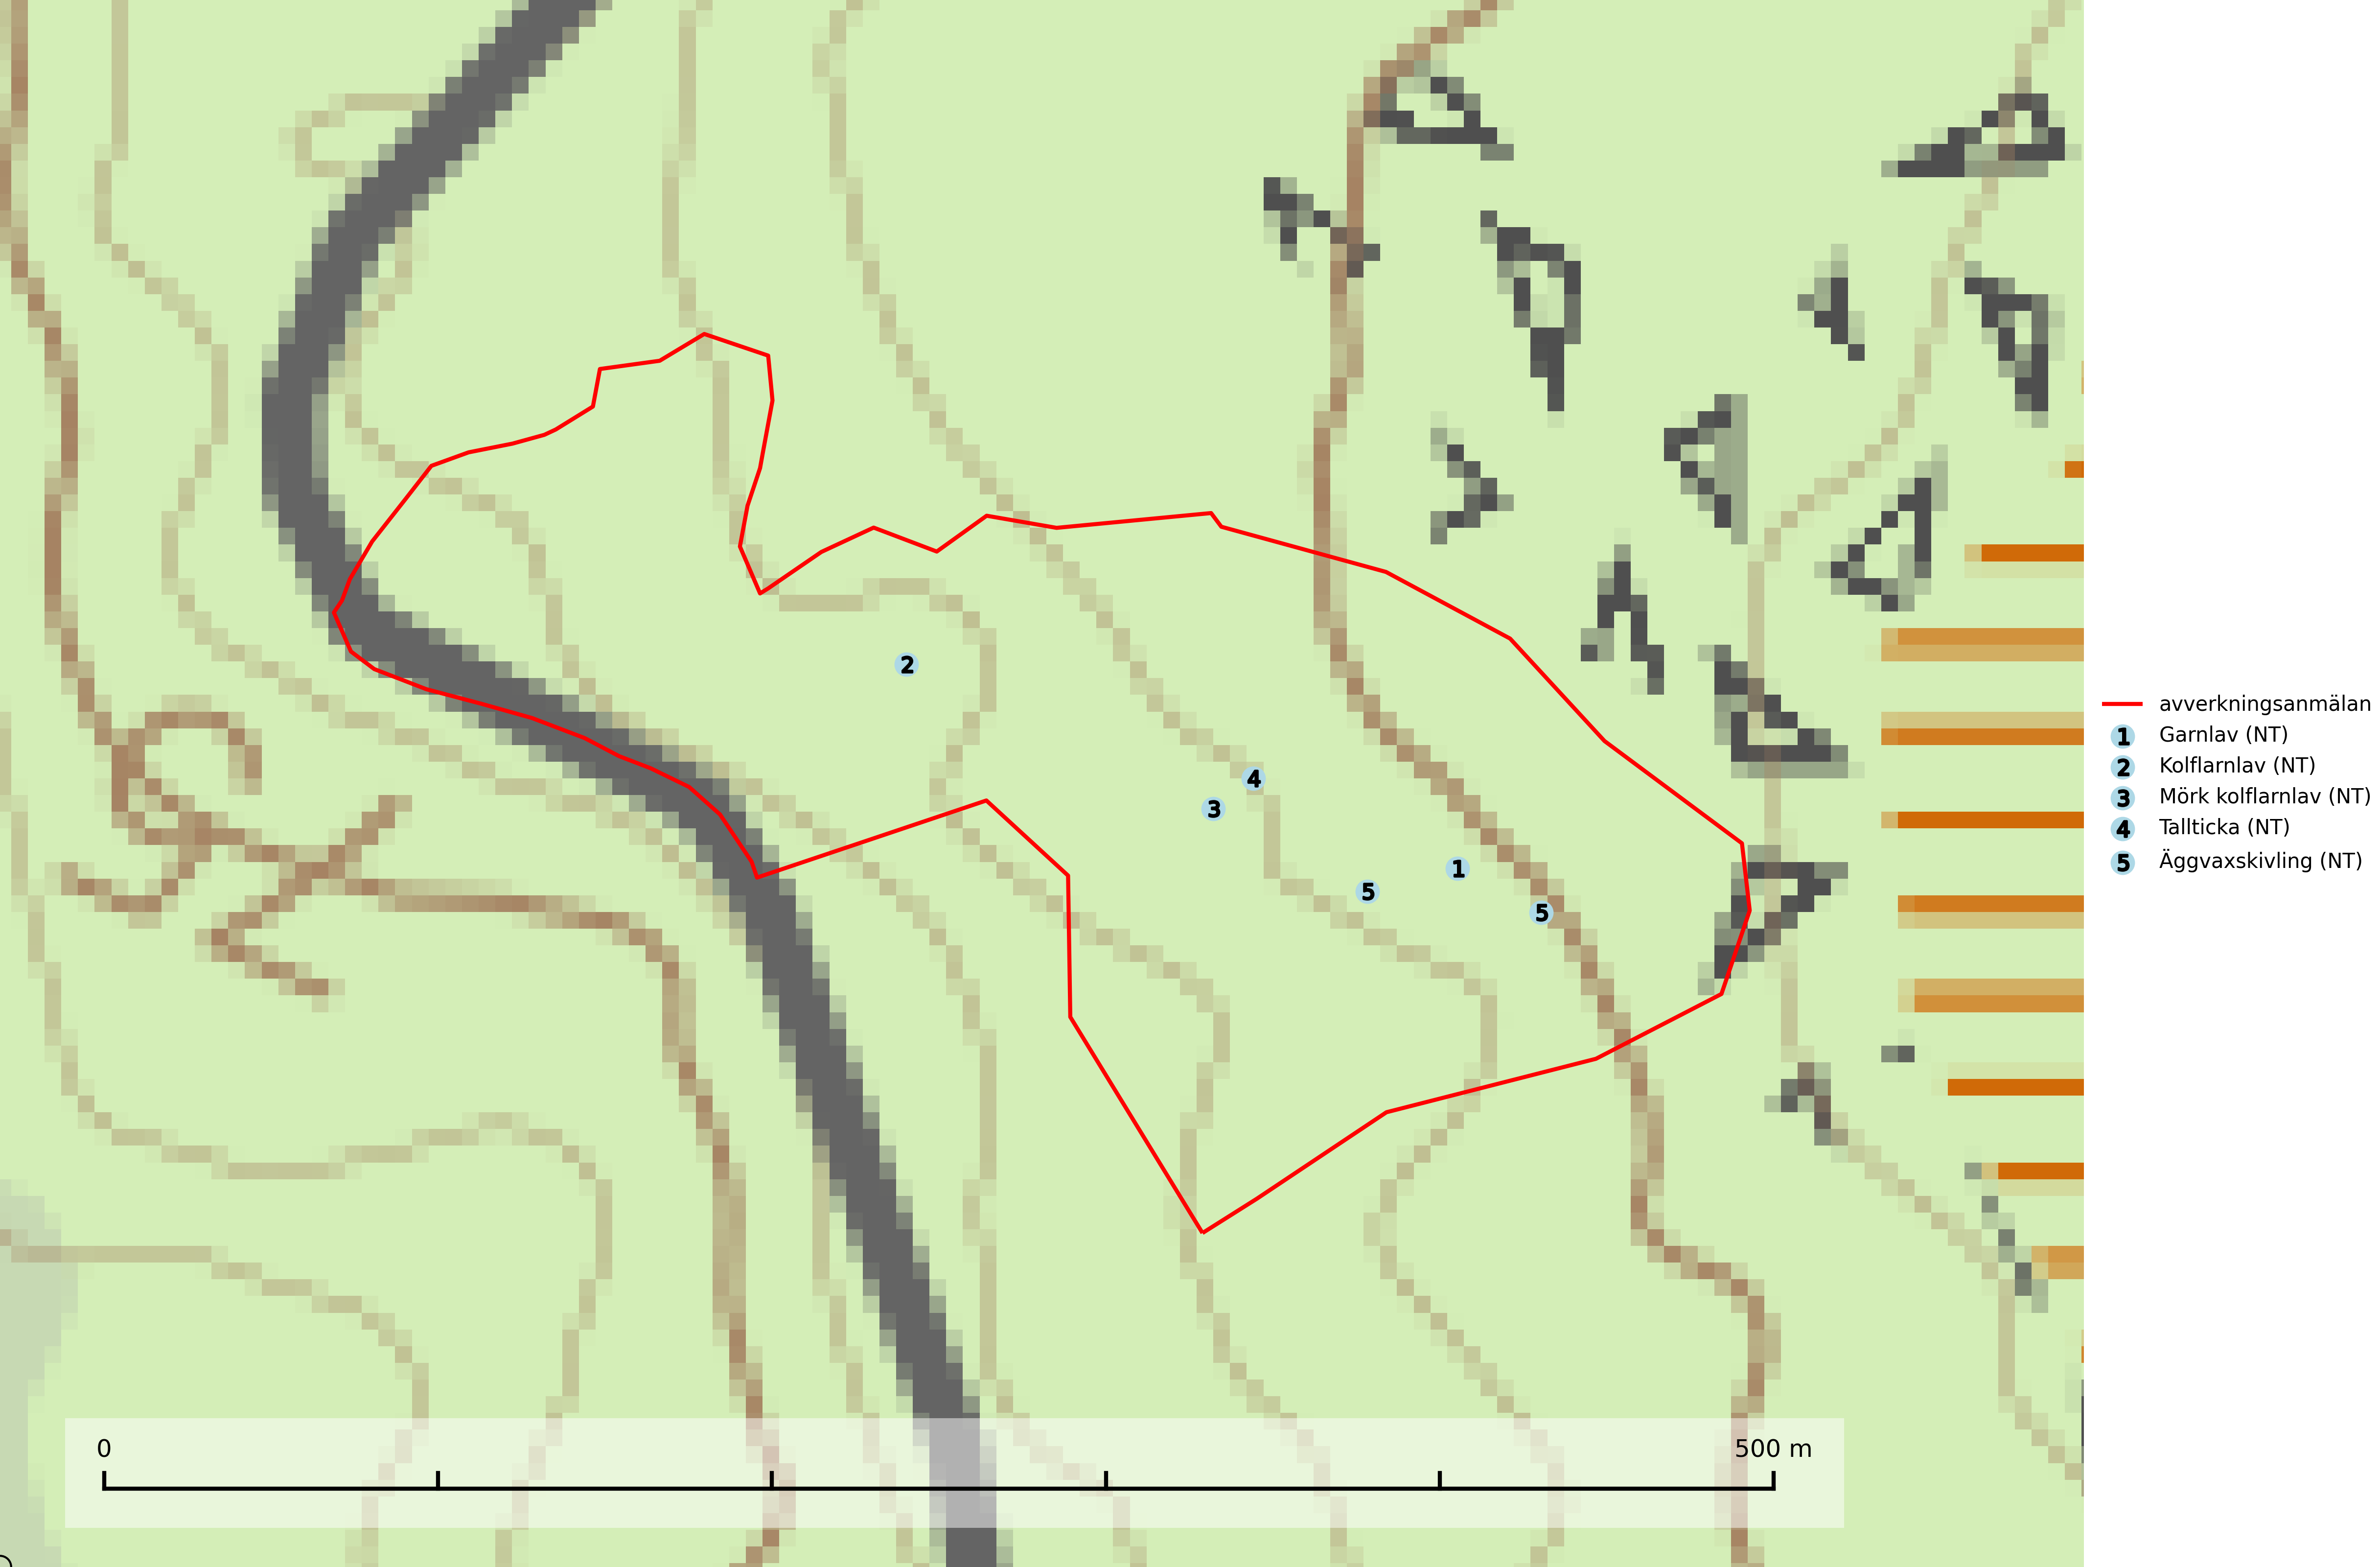 2
4
3
1
5
5
0
500 m
avverkningsanmälan
1 Garnlav (NT)
2 Kolflarnlav (NT)
3 Mörk kolflarnlav (NT)
4 Tallticka (NT)
5 Äggvaxskivling (NT)